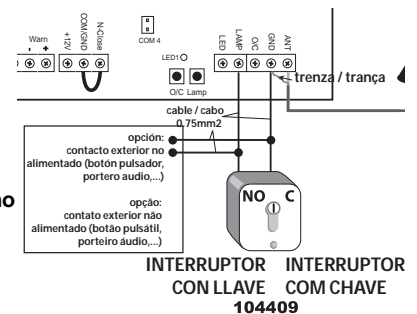 Warn
- +
+12V
COM/GND
N-Close
COM 4
LED1
O/C Lamp
LED
LAMP
O/C
GND
ANT
trenza / trança
cable / cabo
0,75mm2
opción:
contacto exterior no
alimentado (botón pulsador,
portero audio,...)
opção:
contato exterior não
alimentado (botão pulsátil,
porteiro áudio,...)
NO C
INTERRUPTOR INTERRUPTOR
CON LLAVE COM CHAVE
104409